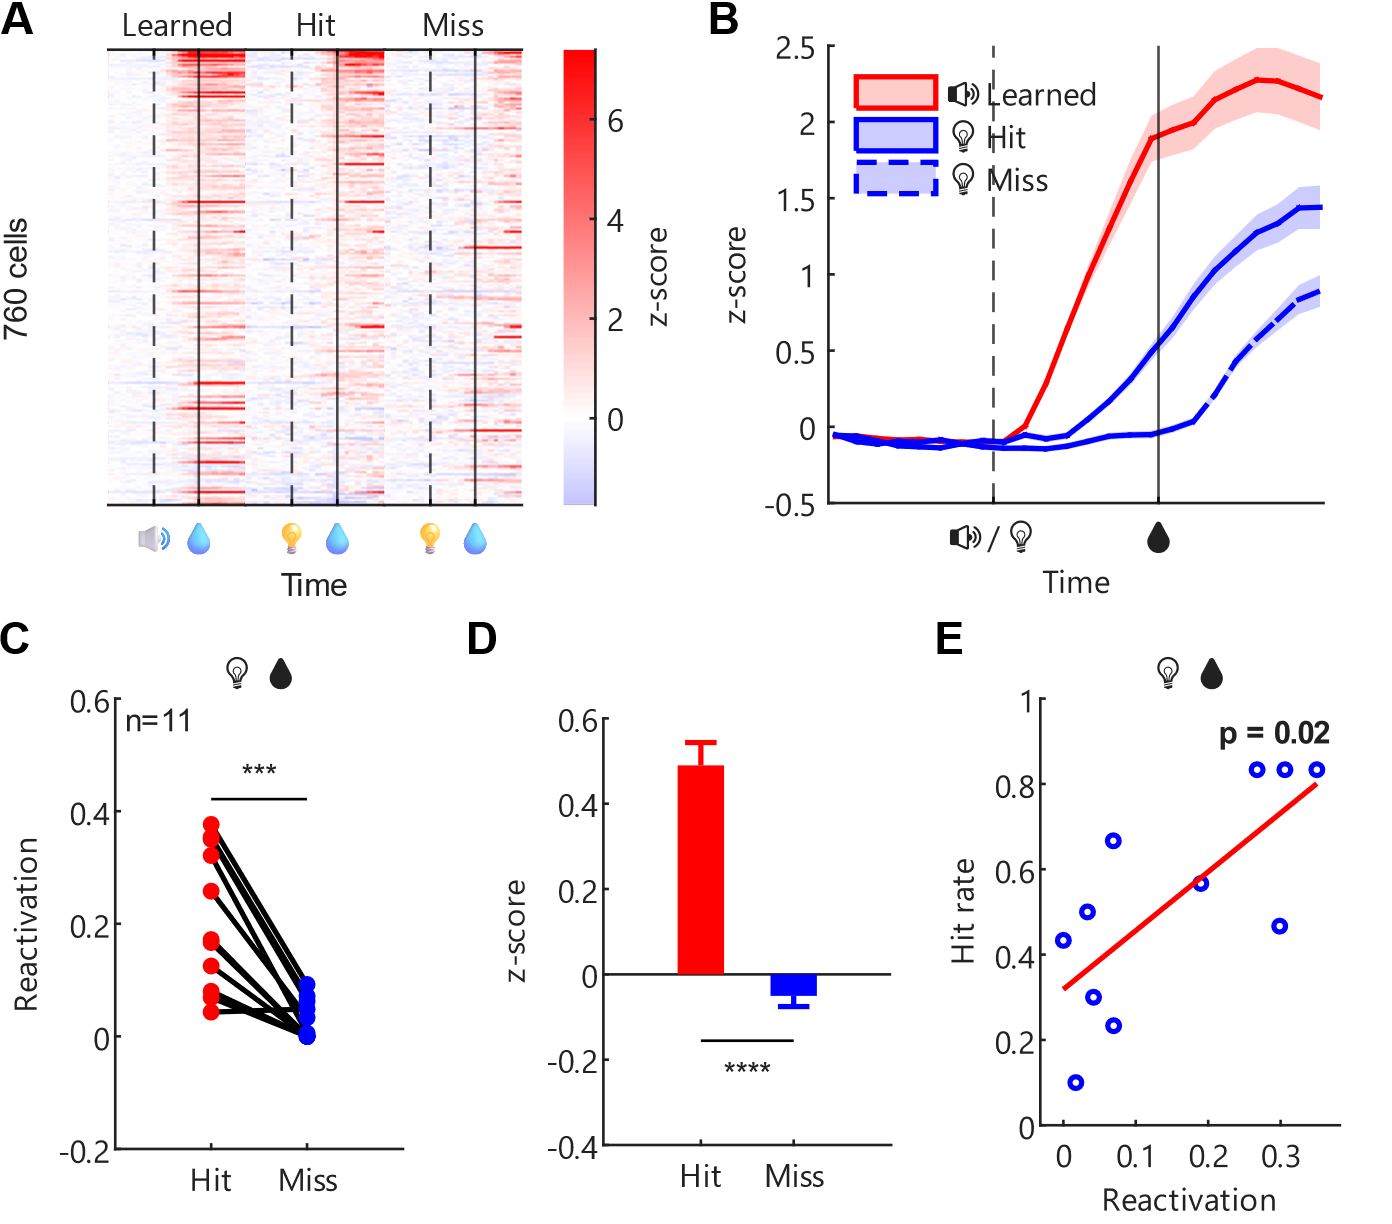 A
Learned Hit Miss
760 cells
6
4
2
0
z-score
Time
B
2.5
2
1.5
1
0.5
0
-0.5
z-score
Learned
Hit
Miss
/
Time
C
0.6
0.4
0.2
0
-0.2
Reactivation
n=11
***
Hit Miss
D
0.6
0.4
0.2
0
-0.2
-0.4
z-score
****
Hit Miss
E
1
0.8
0.6
0.4
0.2
0
Hit rate
p = 0.02
0 0.1 0.2 0.3
Reactivation